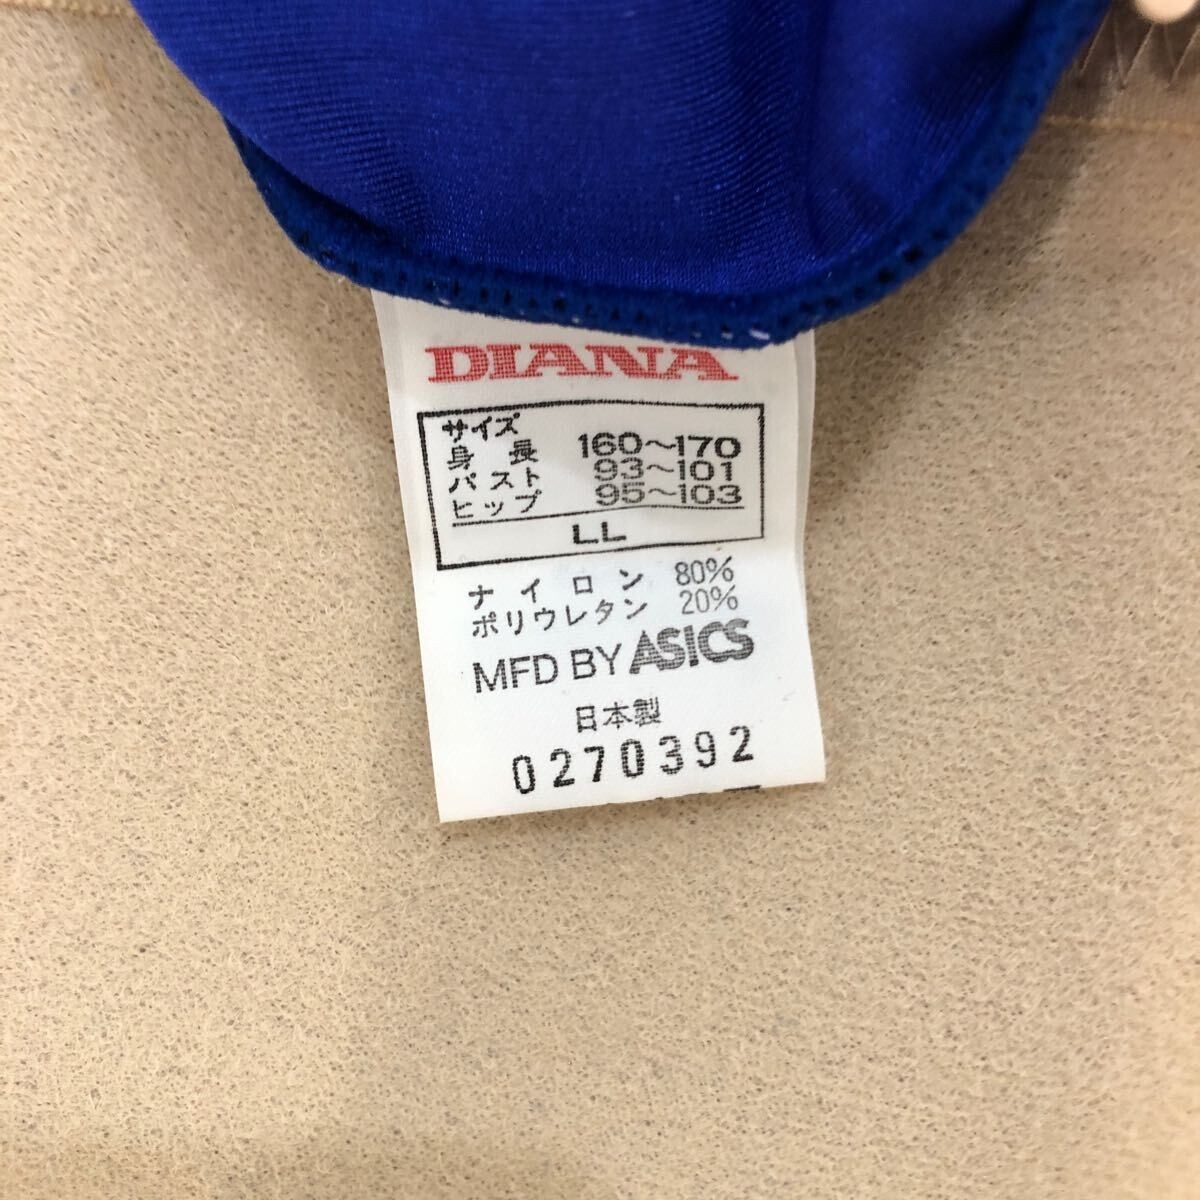 DIANA
サイズ
身長 160～170
バスト 93～101
ヒップ 95～103
LL
ナイロン 80%
ポリウレタン 20%
MFD BY ASICS
日本製
0270392